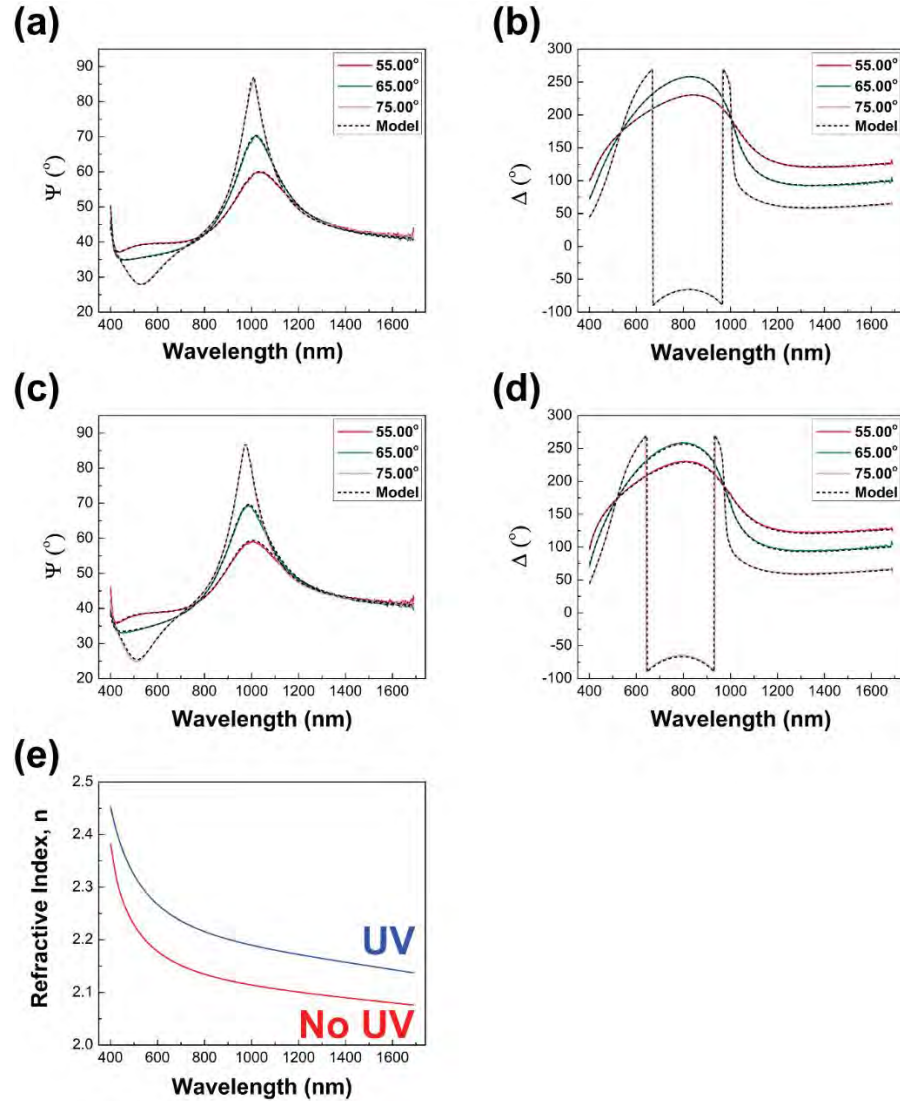 (a)
90
80
70
60
50
40
30
20
Ψ (°)
55.00°
65.00°
75.00°
Model
400 600 800 1000 1200 1400 1600
Wavelength (nm)
(b)
300
250
200
150
100
50
0
-50
-100
Δ (°)
55.00°
65.00°
75.00°
Model
400 600 800 1000 1200 1400 1600
Wavelength (nm)
(c)
90
80
70
60
50
40
30
20
Ψ (°)
55.00°
65.00°
75.00°
Model
400 600 800 1000 1200 1400 1600
Wavelength (nm)
(d)
300
250
200
150
100
50
0
-50
-100
Δ (°)
55.00°
65.00°
75.00°
Model
400 600 800 1000 1200 1400 1600
Wavelength (nm)
(e)
2.5
2.4
2.3
2.2
2.1
2.0
Refractive Index, n
UV
No UV
400 600 800 1000 1200 1400 1600
Wavelength (nm)